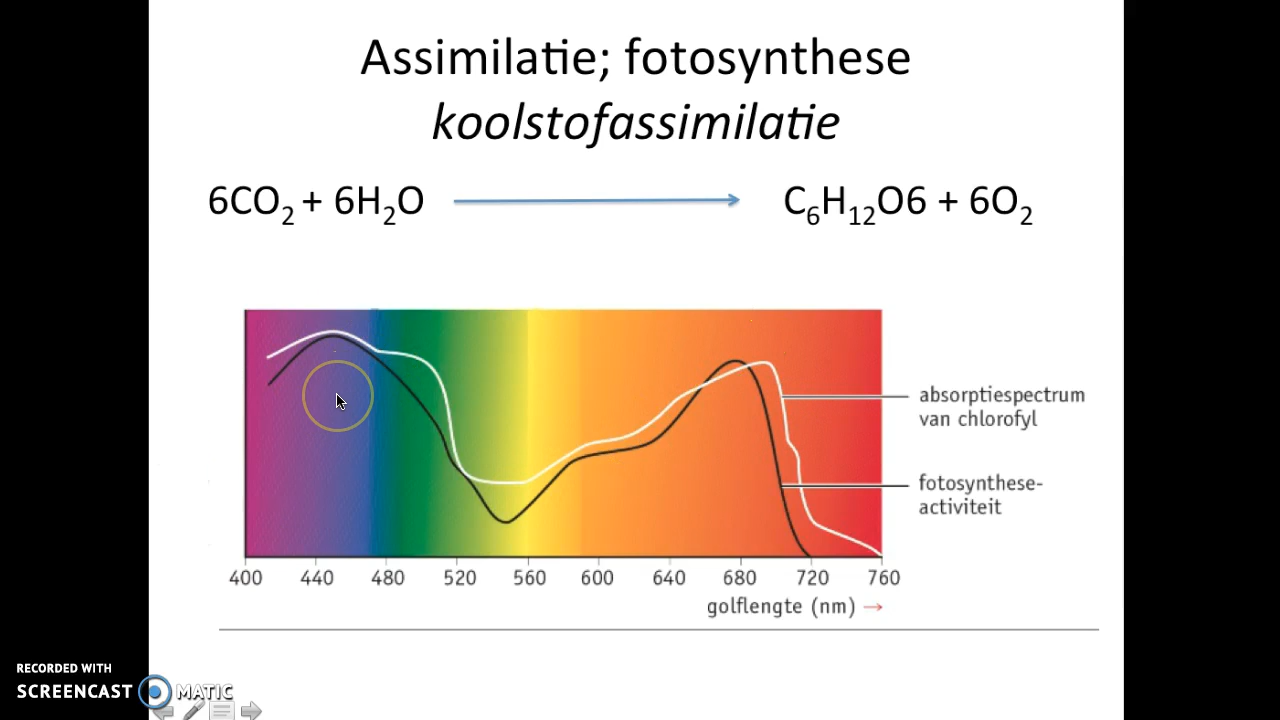 Assimilatie; fotosynthese
koolstofassimilatie
6CO₂ + 6H₂O C₆H₁₂O6 + 6O₂
absorptiespectrum
van chlorofyl
fotosynthese-
activiteit
400 440 480 520 560 600 640 680 720 760
golflengte (nm) →
RECORDED WITH
SCREENCAST MATIC